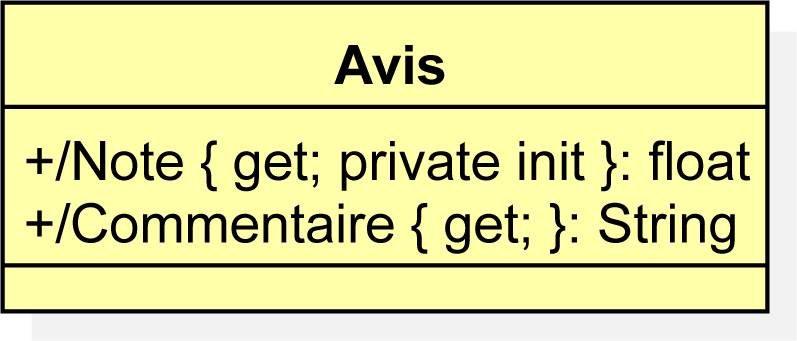 Avis
+/Note { get; private init }: float
+/Commentaire { get; }: String